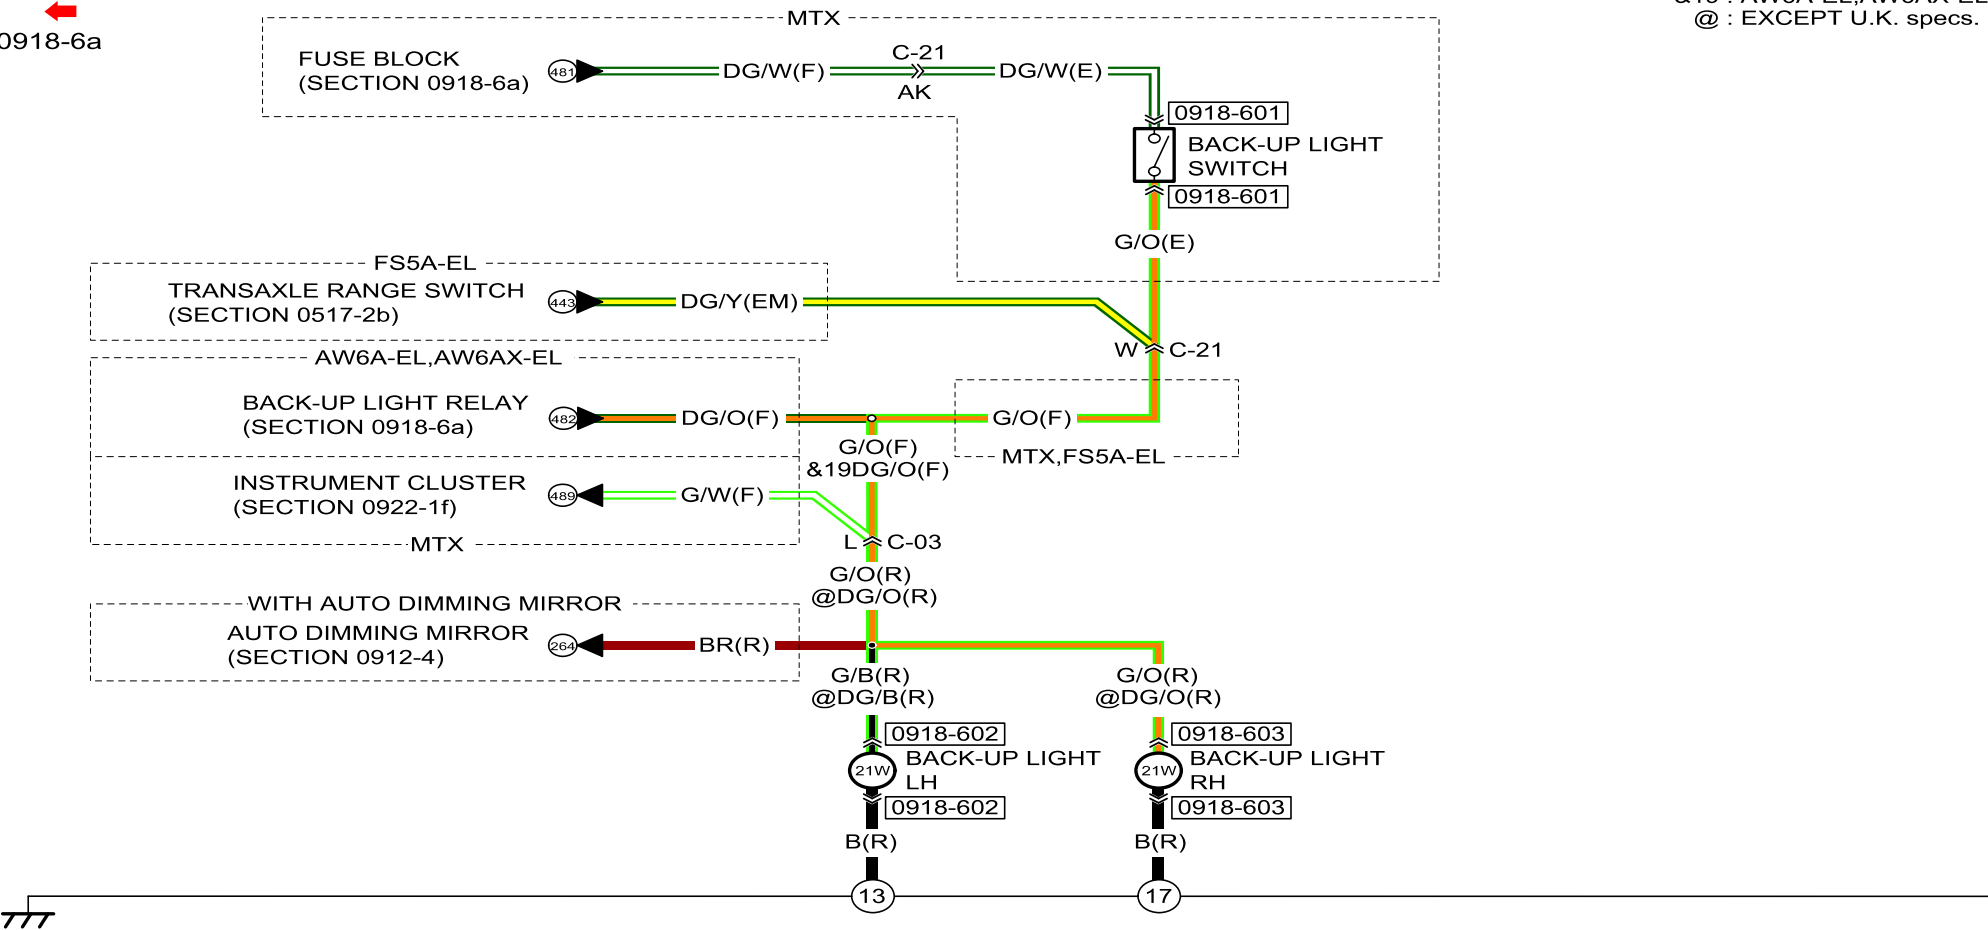 0918-6a
&19 : AW6A-EL,AW6AX-EL
@ : EXCEPT U.K. specs.
MTX
FUSE BLOCK
(SECTION 0918-6a)
481
DG/W(F)
C-21
AK
DG/W(E)
0918-601
BACK-UP LIGHT
SWITCH
0918-601
G/O(E)
FS5A-EL
TRANSAXLE RANGE SWITCH
(SECTION 0517-2b)
443
DG/Y(EM)
W
C-21
AW6A-EL,AW6AX-EL
BACK-UP LIGHT RELAY
(SECTION 0918-6a)
482
DG/O(F)
G/O(F)
MTX,FS5A-EL
G/O(F)
&19DG/O(F)
INSTRUMENT CLUSTER
(SECTION 0922-1f)
489
G/W(F)
MTX
L
C-03
G/O(R)
@DG/O(R)
WITH AUTO DIMMING MIRROR
AUTO DIMMING MIRROR
(SECTION 0912-4)
264
BR(R)
G/B(R)
@DG/B(R)
G/O(R)
@DG/O(R)
0918-602
BACK-UP LIGHT
LH
21W
0918-602
0918-603
BACK-UP LIGHT
RH
21W
0918-603
B(R)
B(R)
13
17